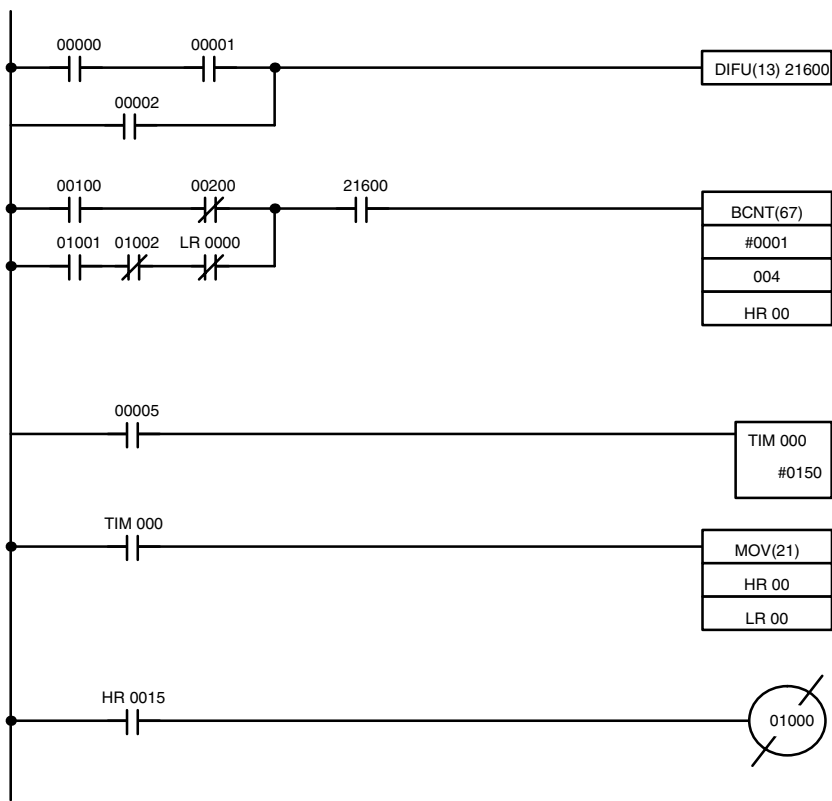 00000 00001
DIFU(13) 21600
00002
00100 00200 21600
BCNT(67)
01001 01002 LR 0000
#0001
004
HR 00
00005
TIM 000
#0150
TIM 000
MOV(21)
HR 00
LR 00
HR 0015
01000